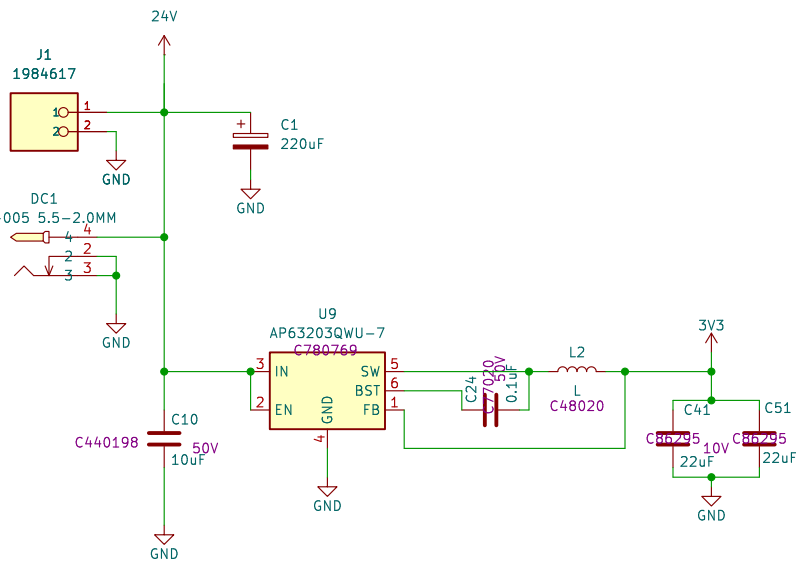 24V
J1
1984617
1
1
2
2
GND
C1
220uF
GND
+
DC1
-005 5.5-2.0MM
4
4
2
2
3
3
GND
U9
AP63203QWU-7
C780769
3
IN
2
EN
GND
4
SW
5
BST
6
FB
1
GND
C10
C440198
50V
10uF
GND
C24
50V
0.1uF
L2
L
C48020
3V3
C41
C86295
10V
22uF
C51
C86295
22uF
GND